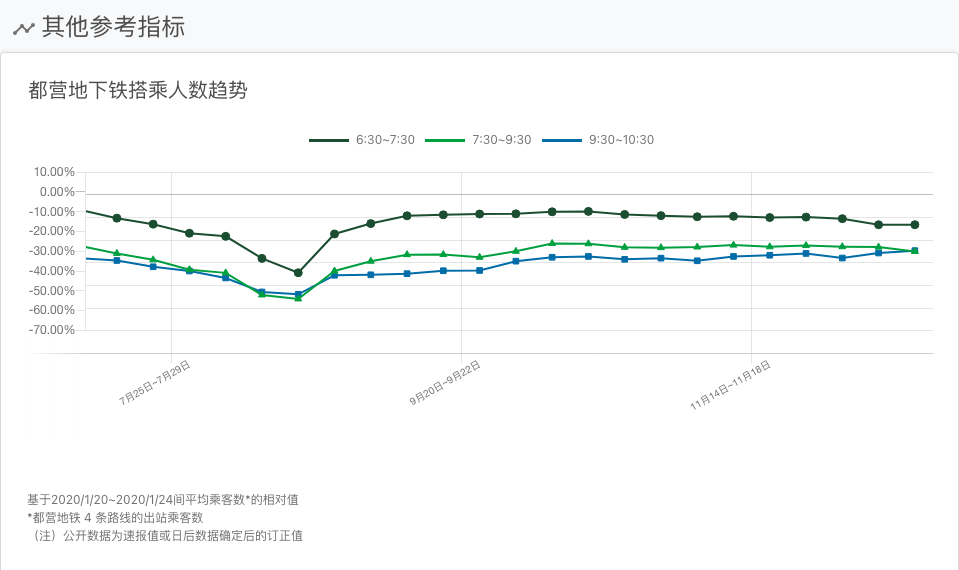 其他参考指标
都营地下铁搭乘人数趋势
6:30~7:30 7:30~9:30 9:30~10:30
10.00%
0.00%
-10.00%
-20.00%
-30.00%
-40.00%
-50.00%
-60.00%
-70.00%
7月25日~7月29日
9月20日~9月22日
11月14日~11月18日
基于2020/1/20~2020/1/24间平均乘客数*的相对值
*都营地铁 4 条路线的出站乘客数
（注）公开数据为速报值或日后数据确定后的订正值